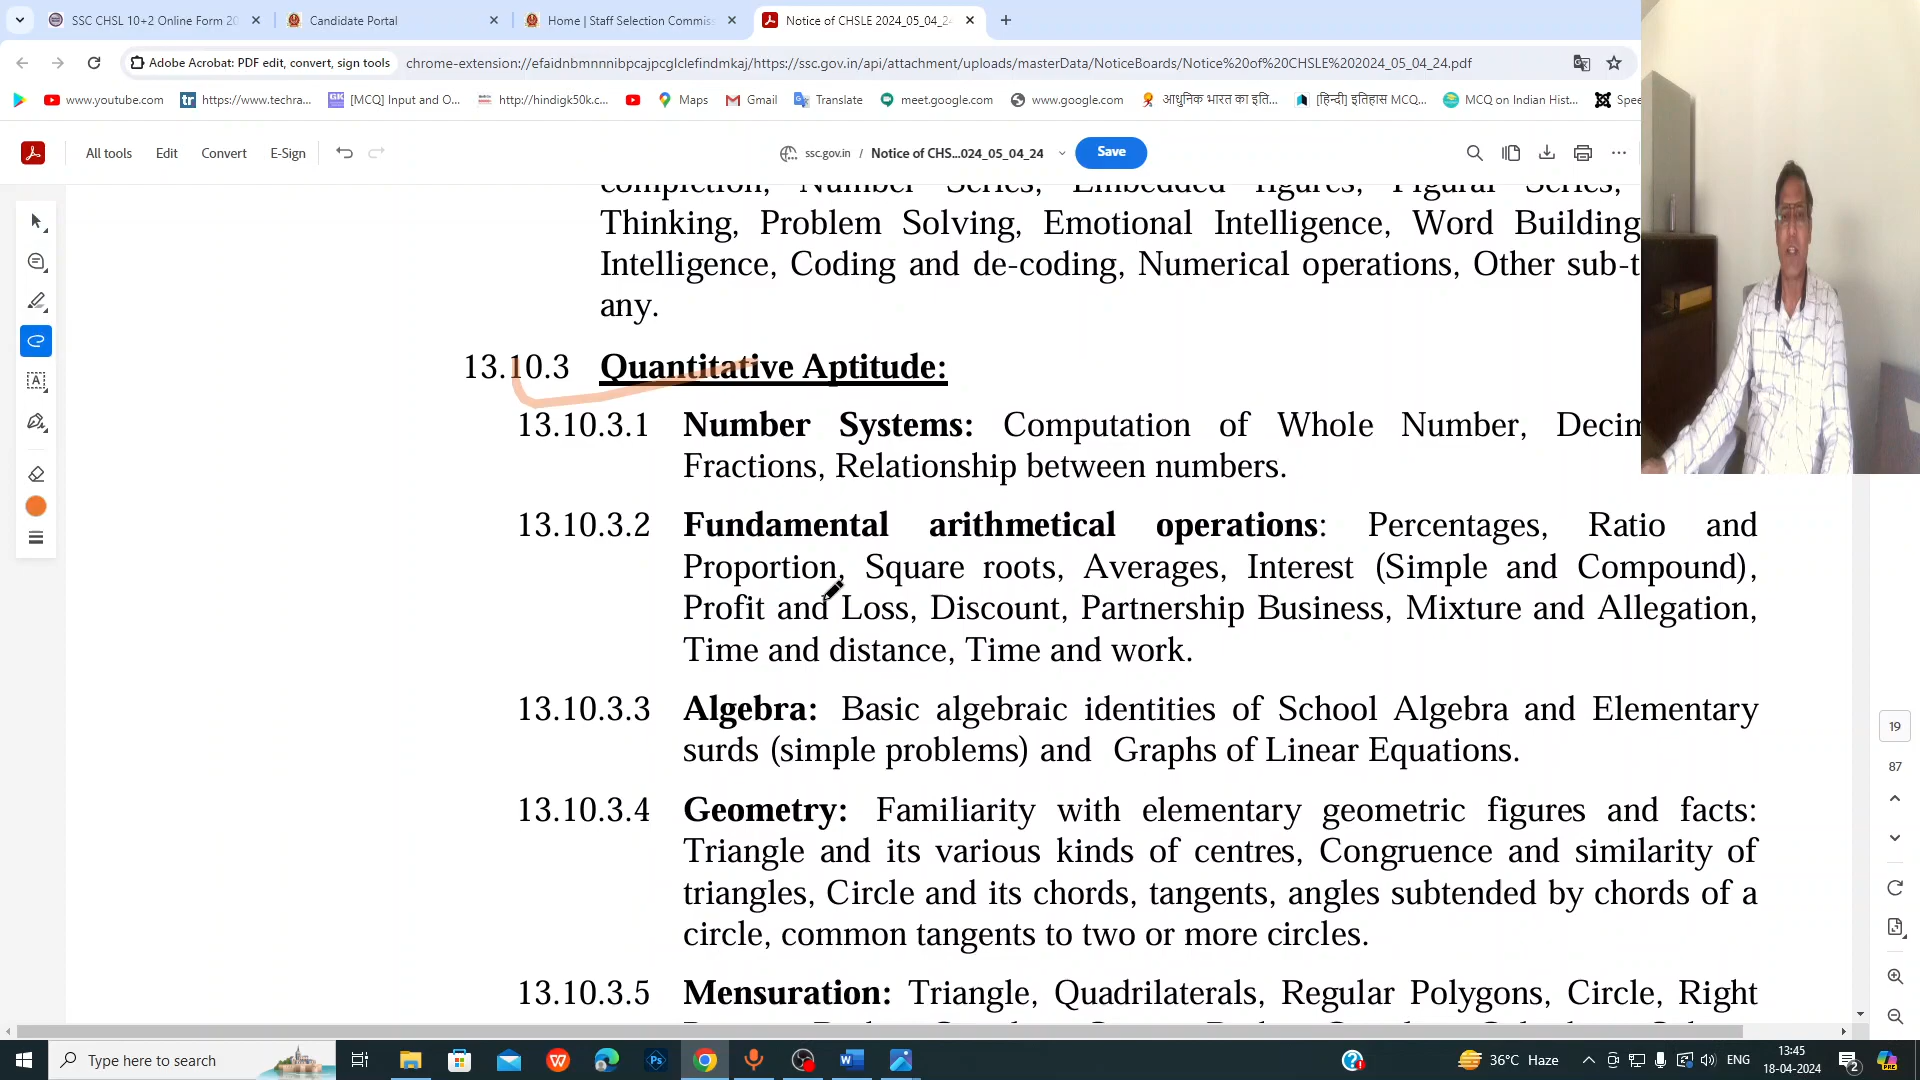 SSC CHSL 10+2 Online Form 20
Candidate Portal
Home | Staff Selection Commiss
Notice of CHSLE 2024_05_04_24
Adobe Acrobat: PDF edit, convert, sign tools
chrome-extension://efaidnbmnnnibpcajpcglclefindmkaj/https://ssc.gov.in/api/attachment/uploads/masterData/NoticeBoards/Notice%20of%20CHSLE%202024_05_04_24.pdf
www.youtube.com
https://www.techra...
[MCQ] Input and O...
http://hindigk50k.c...
Maps
Gmail
Translate
meet.google.com
www.google.com
आधुनिक भारत का इति...
[हिन्दी] इतिहास MCQ...
MCQ on Indian Hist...
Spee
All tools
Edit
Convert
E-Sign
ssc.gov.in / Notice of CHS...024_05_04_24
Save
completion, Number Series, Embedded figures, Figural Series,
Thinking, Problem Solving, Emotional Intelligence, Word Building
Intelligence, Coding and de-coding, Numerical operations, Other sub-t
any.
13.10.3 Quantitative Aptitude:
13.10.3.1 Number Systems: Computation of Whole Number, Decim
Fractions, Relationship between numbers.
13.10.3.2 Fundamental arithmetical operations: Percentages, Ratio and
Proportion, Square roots, Averages, Interest (Simple and Compound),
Profit and Loss, Discount, Partnership Business, Mixture and Allegation,
Time and distance, Time and work.
13.10.3.3 Algebra: Basic algebraic identities of School Algebra and Elementary
surds (simple problems) and Graphs of Linear Equations.
13.10.3.4 Geometry: Familiarity with elementary geometric figures and facts:
Triangle and its various kinds of centres, Congruence and similarity of
triangles, Circle and its chords, tangents, angles subtended by chords of a
circle, common tangents to two or more circles.
13.10.3.5 Mensuration: Triangle, Quadrilaterals, Regular Polygons, Circle, Right
19
87
Type here to search
36°C Haze
ENG
13:45
18-04-2024
2